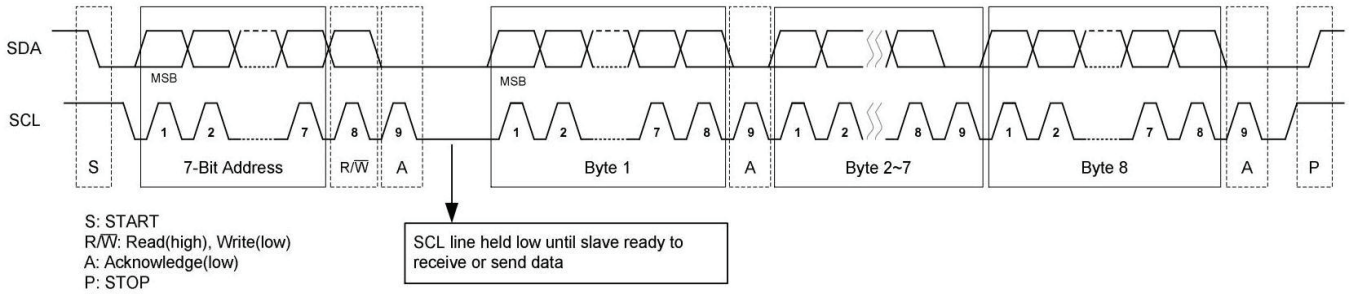 SDA
MSB
MSB
SCL
1 2 7 8 9 1 2 7 8 9 1 2 8 9 1 2 7 8 9
S 7-Bit Address R/W̅ A Byte 1 A Byte 2~7 Byte 8 A P
S: START
R/W̅: Read(high), Write(low)
A: Acknowledge(low)
P: STOP
SCL line held low until slave ready to
receive or send data